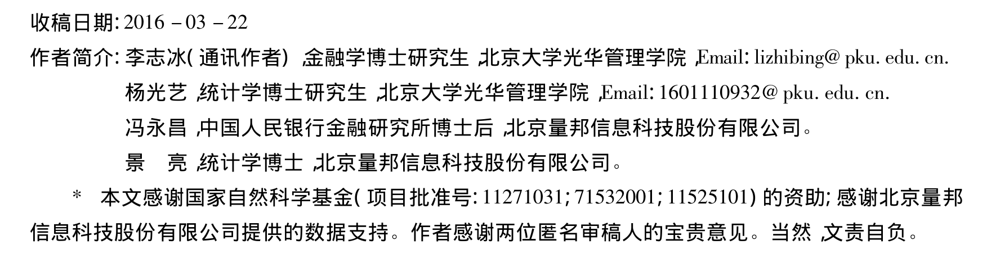 收稿日期:2016-03-22
作者简介:李志冰(通讯作者),金融学博士研究生,北京大学光华管理学院,Email:lizhibing@pku.edu.cn.
杨光艺,统计学博士研究生,北京大学光华管理学院,Email:1601110932@pku.edu.cn.
冯永昌,中国人民银行金融研究所博士后,北京量邦信息科技股份有限公司。
景 亮,统计学博士,北京量邦信息科技股份有限公司。
* 本文感谢国家自然科学基金(项目批准号:11271031;71532001;11525101)的资助;感谢北京量邦
信息科技股份有限公司提供的数据支持。作者感谢两位匿名审稿人的宝贵意见。当然,文责自负。